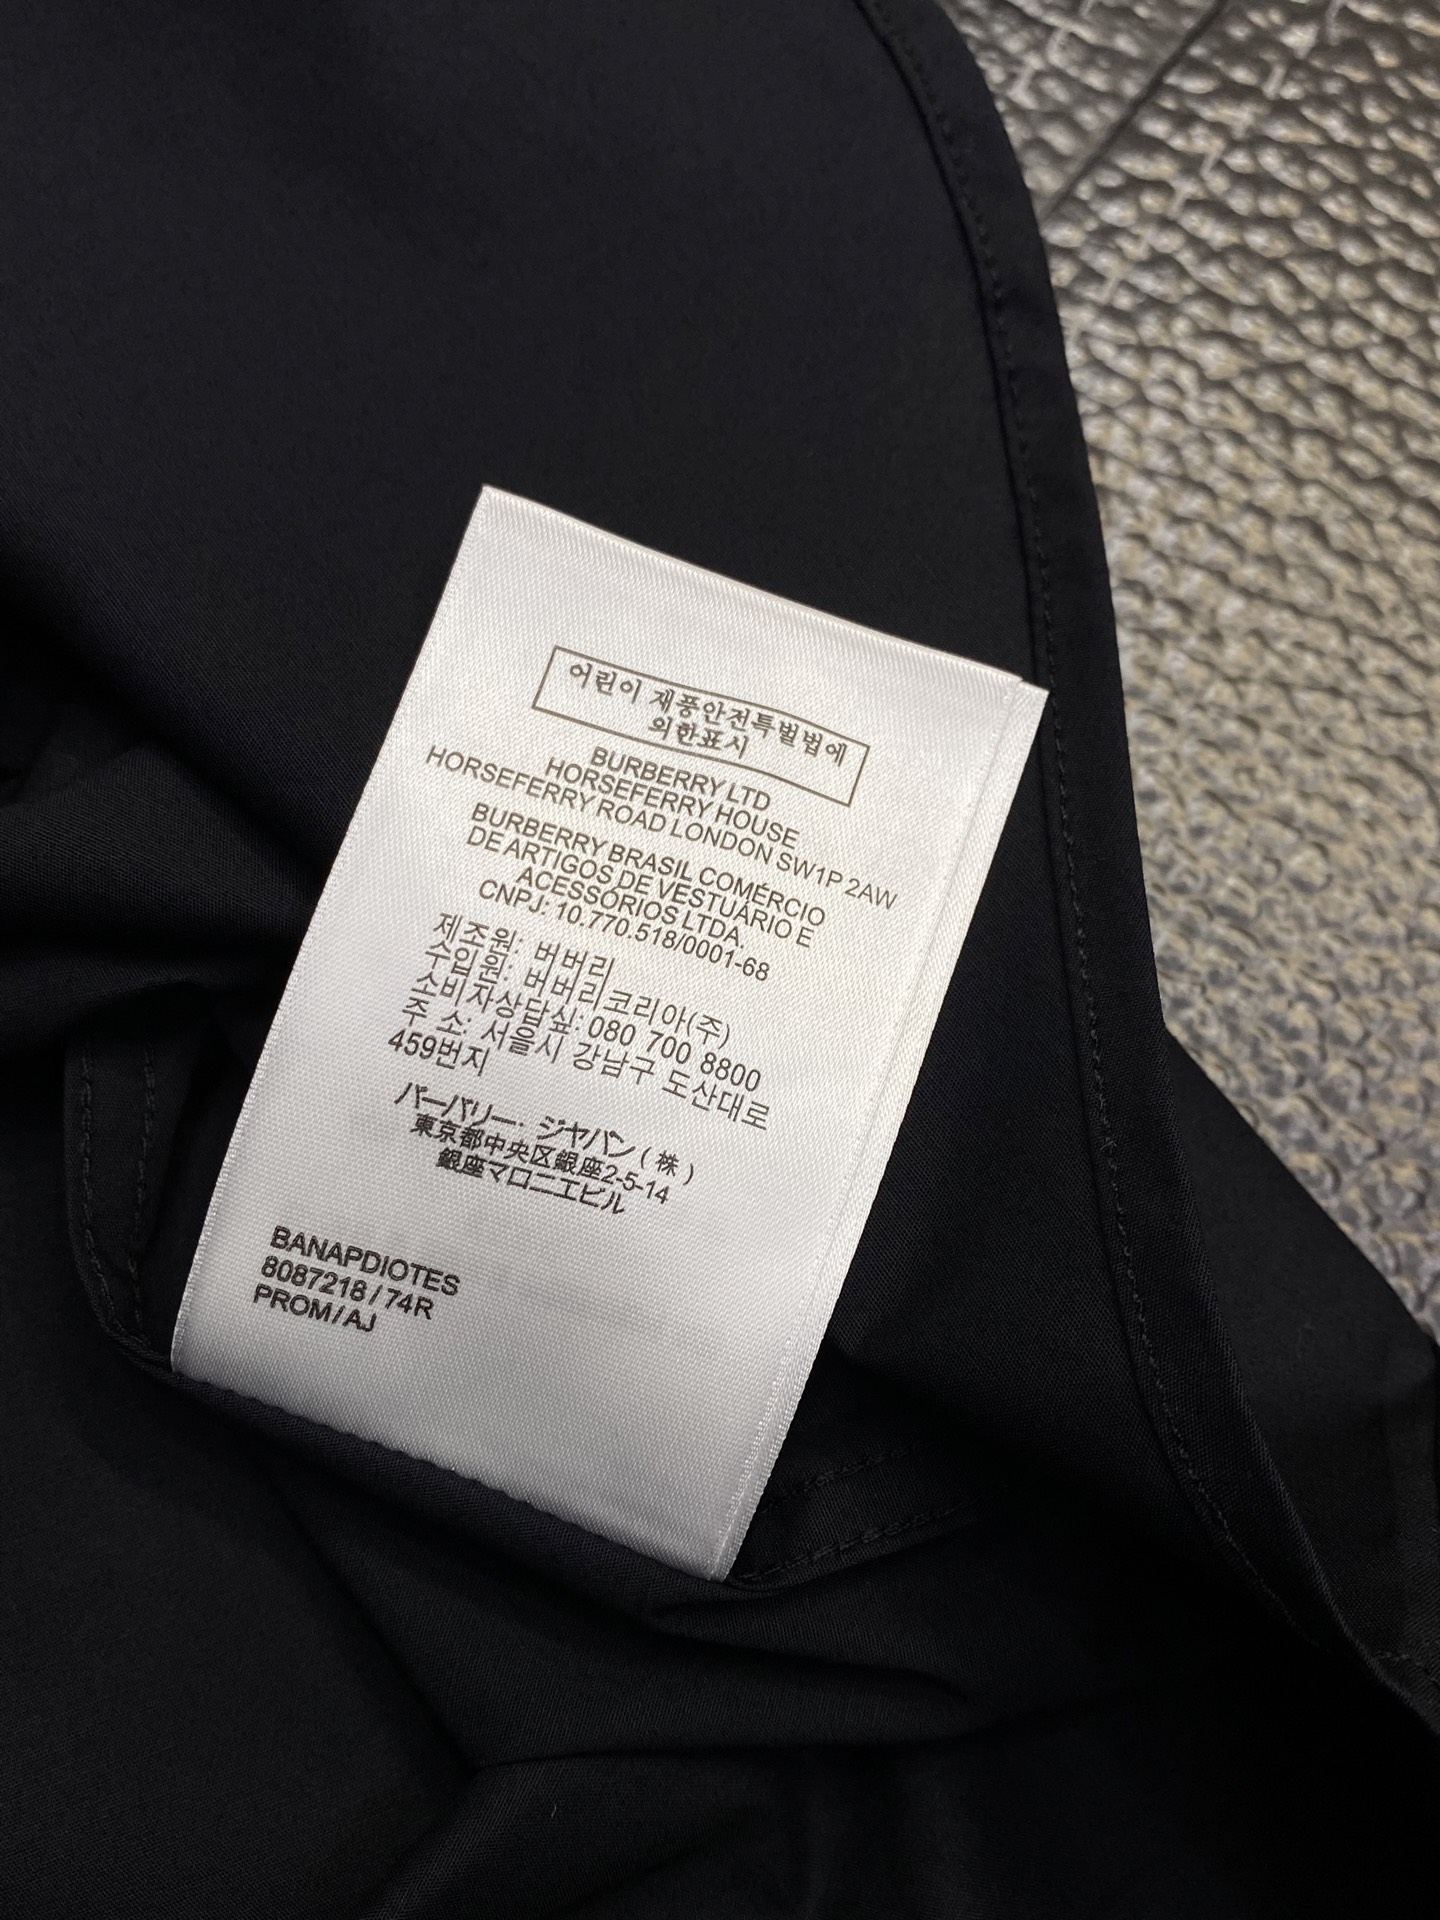 어린이 재품안전특별법에
의한표시
BURBERRY LTD
HORSEFERRY HOUSE
HORSEFERRY ROAD LONDON SW1P 2AW
BURBERRY BRASIL COMÉRCIO
DE ARTIGOS DE VESTUÁRIO E
ACESSÓRIOS LTDA.
CNPJ: 10.770.518/0001-68
제조원: 버버리
수입원: 버버리코리아(주)
소비자상담싶: 080 700 8800
주 소: 서울시 강남구 도산대로
459번지
バーバリー. ジャパン(株)
東京都中央区銀座2-5-14
銀座マロニエビル
BANAPDIOTES
8087218 / 74R
PROM / AJ